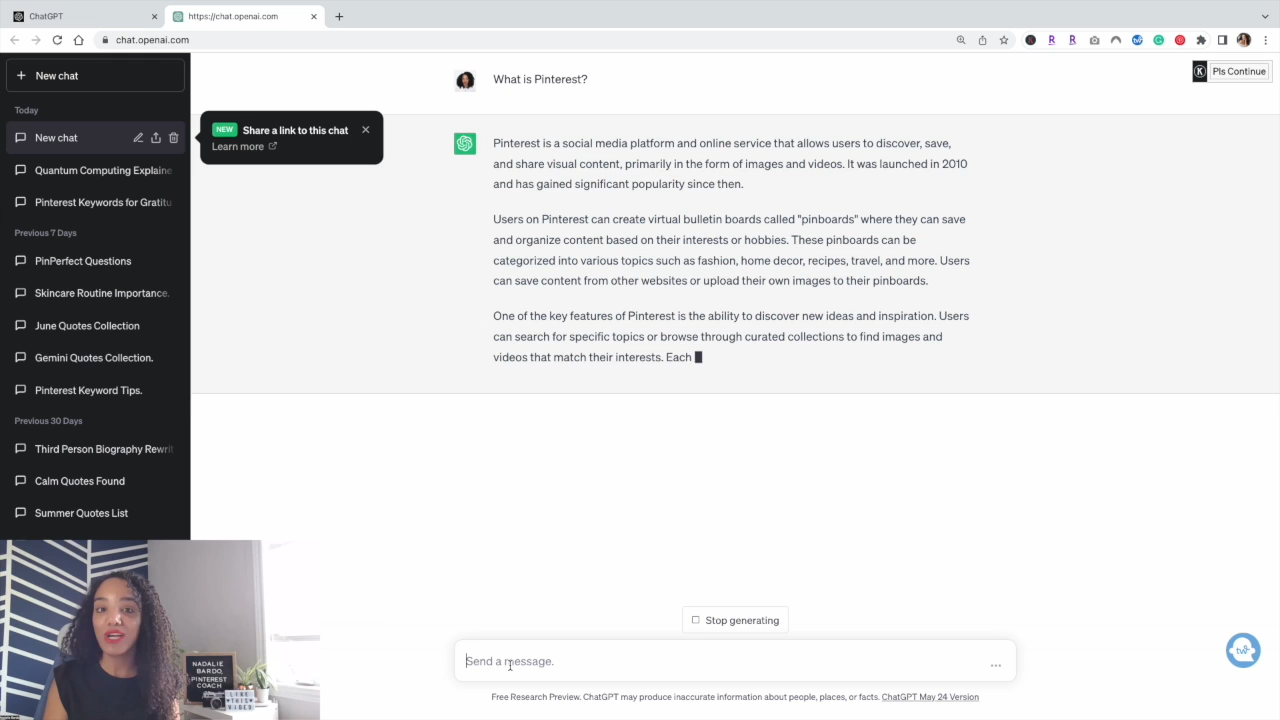 ChatGPT
https://chat.openai.com
chat.openai.com
New chat
Today
New chat
Quantum Computing Explaine
Pinterest Keywords for Gratitu
Previous 7 Days
PinPerfect Questions
Skincare Routine Importance.
June Quotes Collection
Gemini Quotes Collection.
Pinterest Keyword Tips.
Previous 30 Days
Third Person Biography Rewrit
Calm Quotes Found
Summer Quotes List
NEW Share a link to this chat
Learn more
What is Pinterest?
Pls Continue
Pinterest is a social media platform and online service that allows users to discover, save,
and share visual content, primarily in the form of images and videos. It was launched in 2010
and has gained significant popularity since then.
Users on Pinterest can create virtual bulletin boards called "pinboards" where they can save
and organize content based on their interests or hobbies. These pinboards can be
categorized into various topics such as fashion, home decor, recipes, travel, and more. Users
can save content from other websites or upload their own images to their pinboards.
One of the key features of Pinterest is the ability to discover new ideas and inspiration. Users
can search for specific topics or browse through curated collections to find images and
videos that match their interests. Each
Stop generating
Send a message.
Free Research Preview. ChatGPT may produce inaccurate information about people, places, or facts. ChatGPT May 24 Version
tw
NADALIE
BARDO,
PINTEREST
COACH
LIKE
THIS
VIDEO